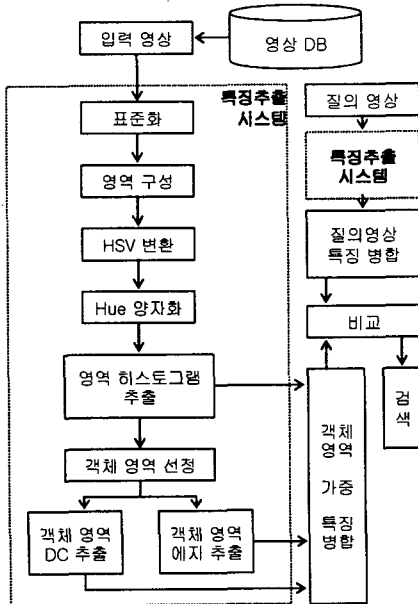 입력 영상
영상 DB
특징추출
시스템
표준화
영역 구성
HSV 변환
Hue 양자화
영역 히스토그램
추출
객체 영역 선정
객체 영역
DC 추출
객체 영역
에지 추출
질의 영상
특징추출
시스템
질의영상
특징 병합
비교
검
색
객체
영역
가중
특징
병합